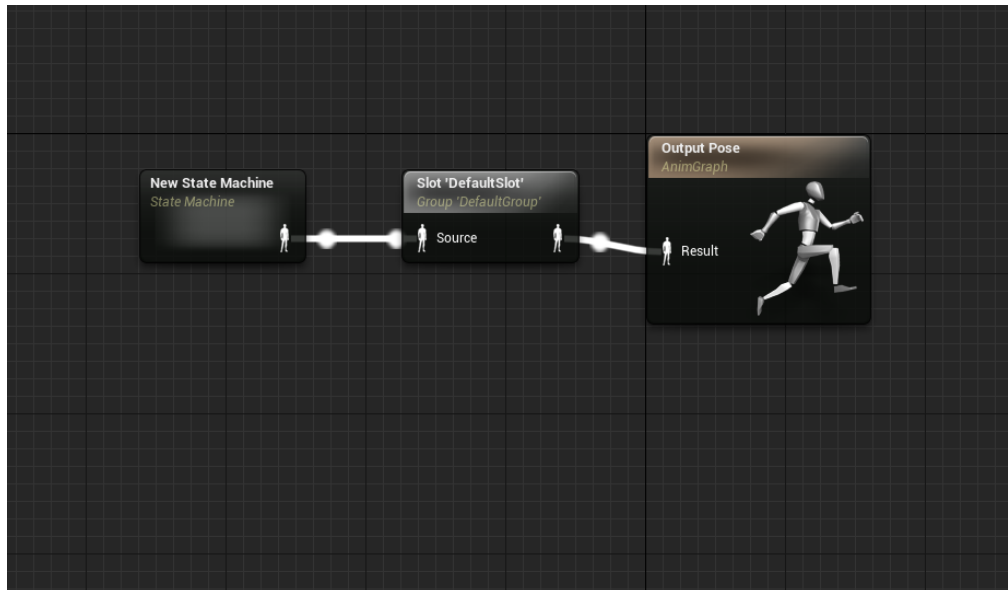 New State Machine
State Machine
Slot 'DefaultSlot'
Group 'DefaultGroup'
Source
Output Pose
AnimGraph
Result